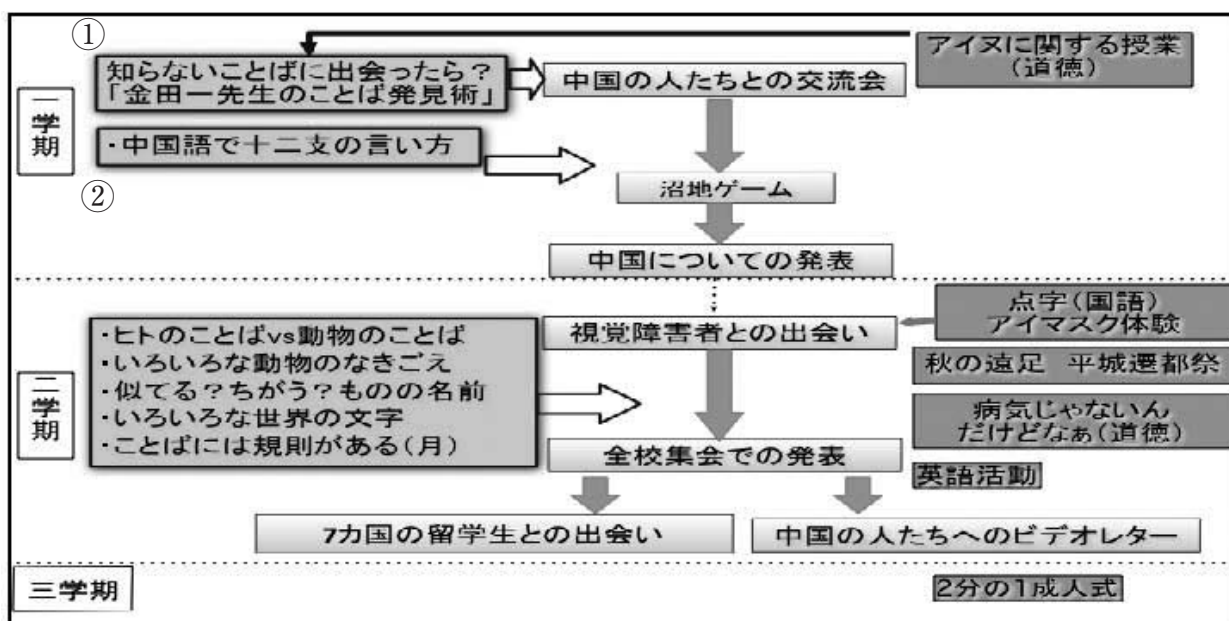 ①
アイヌに関する授業
(道徳)
知らないことばに出会ったら？
「金田一先生のことば発見術」
中国の人たちとの交流会
一学期
・中国語で十二支の言い方
②
沼地ゲーム
中国についての発表
点字(国語)
アイマスク体験
視覚障害者との出会い
・ヒトのことばvs動物のことば
・いろいろな動物のなきごえ
・似てる？ちがう？ものの名前
・いろいろな世界の文字
・ことばには規則がある(月)
二学期
秋の遠足 平城遷都祭
病気じゃないん
だけどなぁ(道徳)
全校集会での発表
英語活動
7カ国の留学生との出会い
中国の人たちへのビデオレター
三学期
2分の1成人式